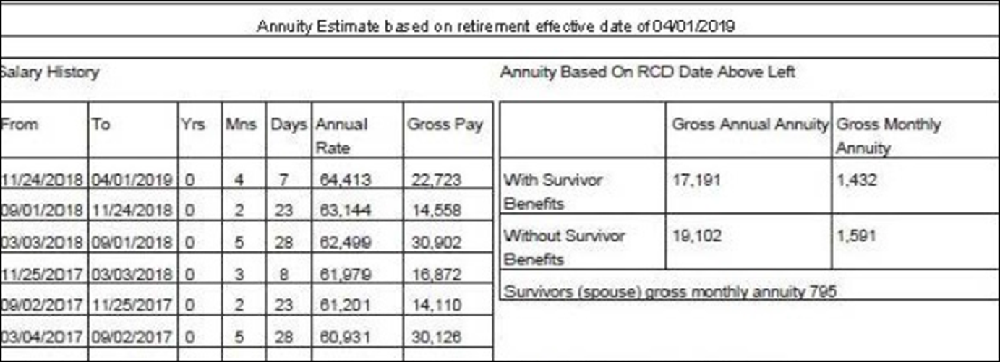 Annuity Estimate based on retirement effective date of 04/01/2019
Salary History
From To Yrs Mns Days Annual Rate Gross Pay
11/24/2018 04/01/2019 0 4 7 64,413 22,723
09/01/2018 11/24/2018 0 2 23 63,144 14,558
03/03/2018 09/01/2018 0 5 28 62,499 30,902
11/25/2017 03/03/2018 0 3 8 61,979 16,872
09/02/2017 11/25/2017 0 2 23 61,201 14,110
03/04/2017 09/02/2017 0 5 28 60,931 30,126
Annuity Based On RCD Date Above Left
Gross Annual Annuity Gross Monthly Annuity
With Survivor Benefits 17,191 1,432
Without Survivor Benefits 19,102 1,591
Survivors (spouse) gross monthly annuity 795